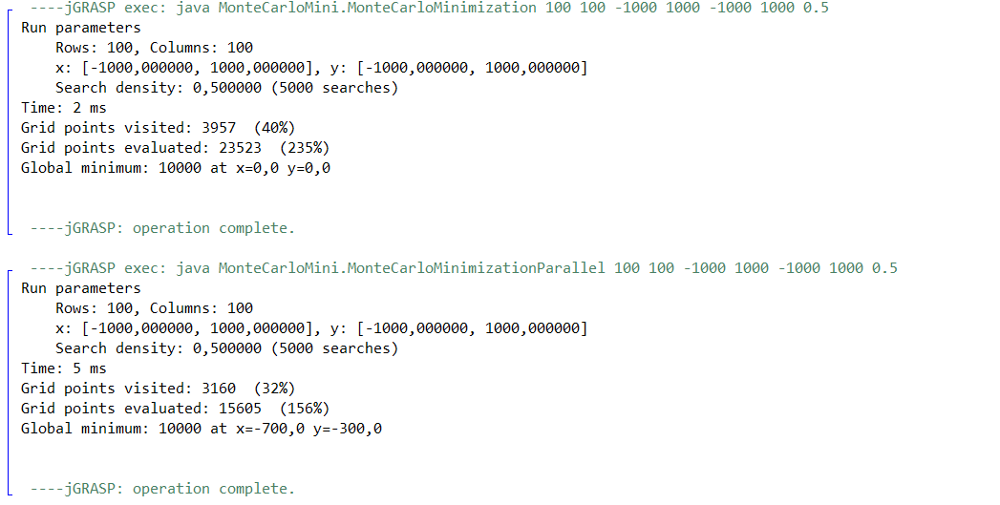 ----jGRASP exec: java MonteCarloMini.MonteCarloMinimization 100 100 -1000 1000 -1000 1000 0.5
Run parameters
    Rows: 100, Columns: 100
    x: [-1000,000000, 1000,000000], y: [-1000,000000, 1000,000000]
    Search density: 0,500000 (5000 searches)
Time: 2 ms
Grid points visited: 3957  (40%)
Grid points evaluated: 23523  (235%)
Global minimum: 10000 at x=0,0 y=0,0
----jGRASP: operation complete.
----jGRASP exec: java MonteCarloMini.MonteCarloMinimizationParallel 100 100 -1000 1000 -1000 1000 0.5
Run parameters
    Rows: 100, Columns: 100
    x: [-1000,000000, 1000,000000], y: [-1000,000000, 1000,000000]
    Search density: 0,500000 (5000 searches)
Time: 5 ms
Grid points visited: 3160  (32%)
Grid points evaluated: 15605  (156%)
Global minimum: 10000 at x=-700,0 y=-300,0
----jGRASP: operation complete.